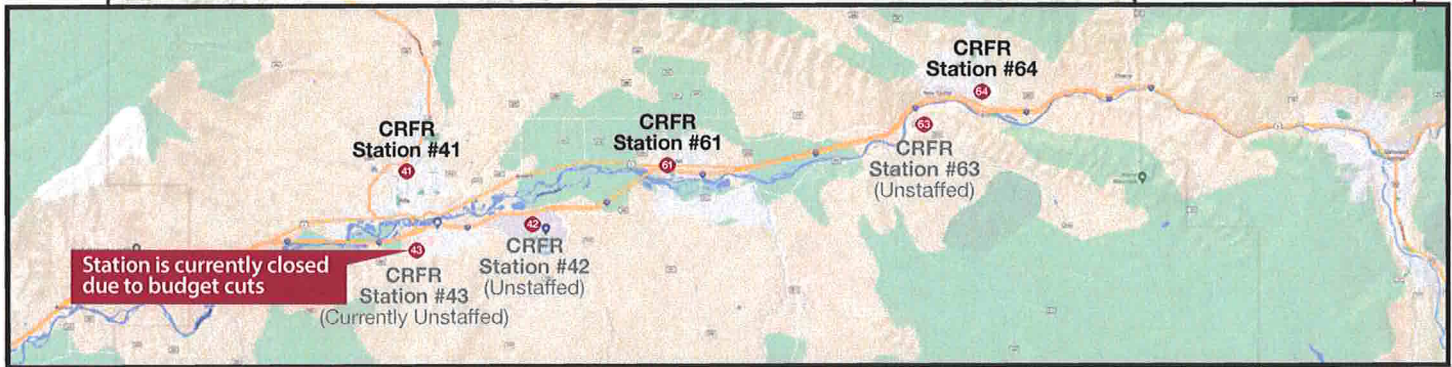 CRFR
Station #64
64
CRFR
Station #61
61
CRFR
Station #41
41
63
CRFR
Station #63
(Unstaffed)
42
CRFR
Station #42
(Unstaffed)
43
CRFR
Station #43
(Currently Unstaffed)
Station is currently closed
due to budget cuts